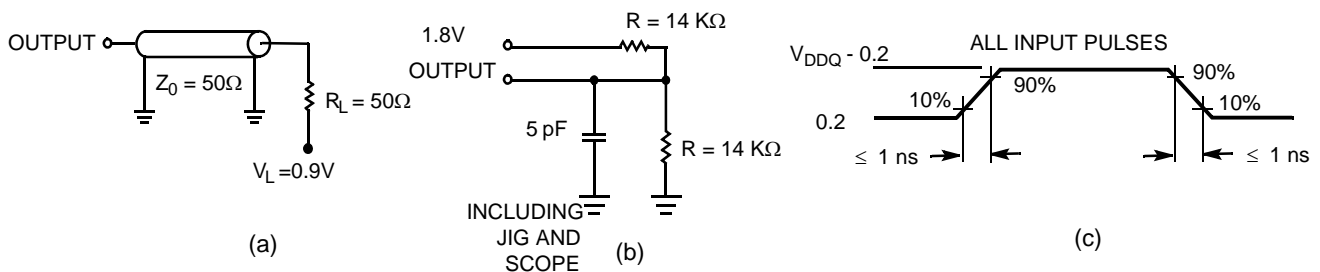 OUTPUT
Z0 = 50Ω
RL = 50Ω
VL =0.9V
(a)
R = 14 KΩ
1.8V
OUTPUT
5 pF
R = 14 KΩ
INCLUDING
JIG AND
SCOPE
(b)
ALL INPUT PULSES
VDDQ - 0.2
90%
10%
0.2
≤ 1 ns
90%
10%
≤ 1 ns
(c)